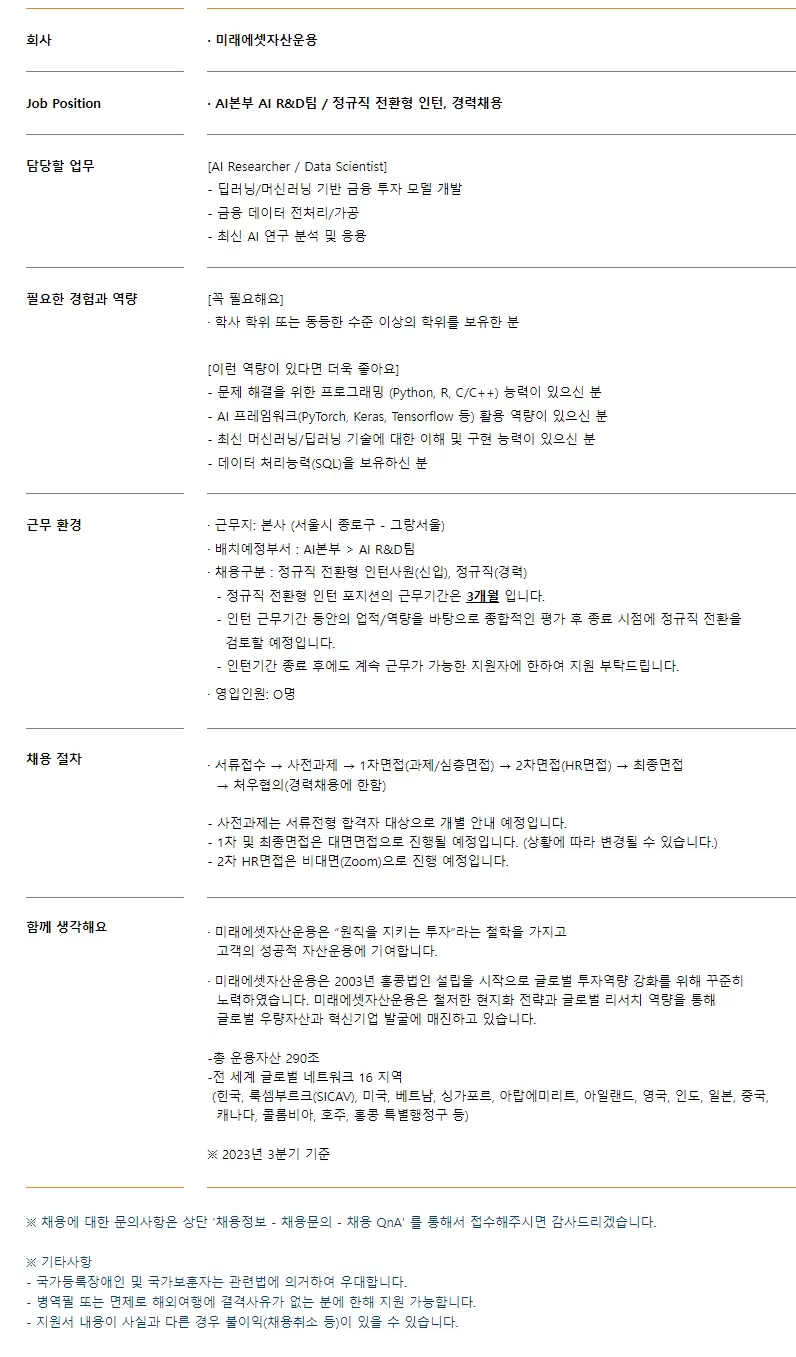 회사
· 미래에셋자산운용
Job Position
· AI본부 AI R&D팀 / 정규직 전환형 인턴, 경력채용
담당할 업무
[AI Researcher / Data Scientist]
- 딥러닝/머신러닝 기반 금융 투자 모델 개발
- 금융 데이터 전처리/가공
- 최신 AI 연구 분석 및 응용
필요한 경험과 역량
[꼭 필요해요]
· 학사 학위 또는 동등한 수준 이상의 학위를 보유한 분
[이런 역량이 있다면 더욱 좋아요]
- 문제 해결을 위한 프로그래밍 (Python, R, C/C++) 능력이 있으신 분
- AI 프레임워크(PyTorch, Keras, Tensorflow 등) 활용 역량이 있으신 분
- 최신 머신러닝/딥러닝 기술에 대한 이해 및 구현 능력이 있으신 분
- 데이터 처리능력(SQL)을 보유하신 분
근무 환경
· 근무지: 본사 (서울시 종로구 - 그랑서울)
· 배치예정부서 : AI본부 > AI R&D팀
· 채용구분 : 정규직 전환형 인턴사원(신입), 정규직(경력)
- 정규직 전환형 인턴 포지션의 근무기간은 3개월 입니다.
- 인턴 근무기간 동안의 업적/역량을 바탕으로 종합적인 평가 후 종료 시점에 정규직 전환을
검토할 예정입니다.
- 인턴기간 종료 후에도 계속 근무가 가능한 지원자에 한하여 지원 부탁드립니다.
· 영입인원: O명
채용 절차
· 서류접수 → 사전과제 → 1차면접(과제/심층면접) → 2차면접(HR면접) → 최종면접
→ 처우협의(경력채용에 한함)
- 사전과제는 서류전형 합격자 대상으로 개별 안내 예정입니다.
- 1차 및 최종면접은 대면면접으로 진행될 예정입니다. (상황에 따라 변경될 수 있습니다.)
- 2차 HR면접은 비대면(Zoom)으로 진행 예정입니다.
함께 생각해요
· 미래에셋자산운용은 “원칙을 지키는 투자”라는 철학을 가지고
고객의 성공적 자산운용에 기여합니다.
· 미래에셋자산운용은 2003년 홍콩법인 설립을 시작으로 글로벌 투자역량 강화를 위해 꾸준히
노력하였습니다. 미래에셋자산운용은 철저한 현지화 전략과 글로벌 리서치 역량을 통해
글로벌 우량자산과 혁신기업 발굴에 매진하고 있습니다.
-총 운용자산 290조
-전 세계 글로벌 네트워크 16 지역
(힌국, 룩셈부르크(SICAV), 미국, 베트남, 싱가포르, 아랍에미리트, 아일랜드, 영국, 인도, 일본, 중국,
캐나다, 콜롬비아, 호주, 홍콩 특별행정구 등)
※ 2023년 3분기 기준
※ 채용에 대한 문의사항은 상단 '채용정보 - 채용문의 - 채용 QnA' 를 통해서 접수해주시면 감사드리겠습니다.
※ 기타사항
- 국가등록장애인 및 국가보훈자는 관련법에 의거하여 우대합니다.
- 병역필 또는 면제로 해외여행에 결격사유가 없는 분에 한해 지원 가능합니다.
- 지원서 내용이 사실과 다른 경우 불이익(채용취소 등)이 있을 수 있습니다.